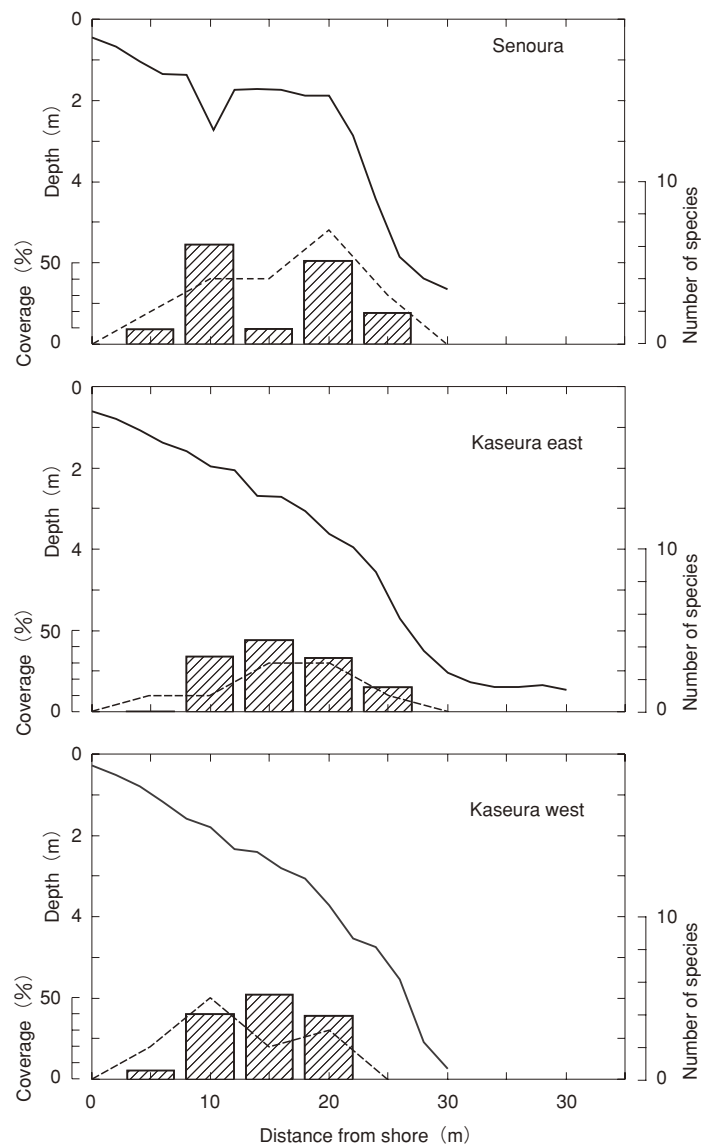 0
Senoura
2
Depth (m)
4
10
50
Coverage (%)
0
Number of species
0
0
Kaseura east
2
Depth (m)
4
10
50
Coverage (%)
0
Number of species
0
0
Kaseura west
2
Depth (m)
4
10
50
Coverage (%)
0
Number of species
0
0 10 20 30 30
Distance from shore (m)